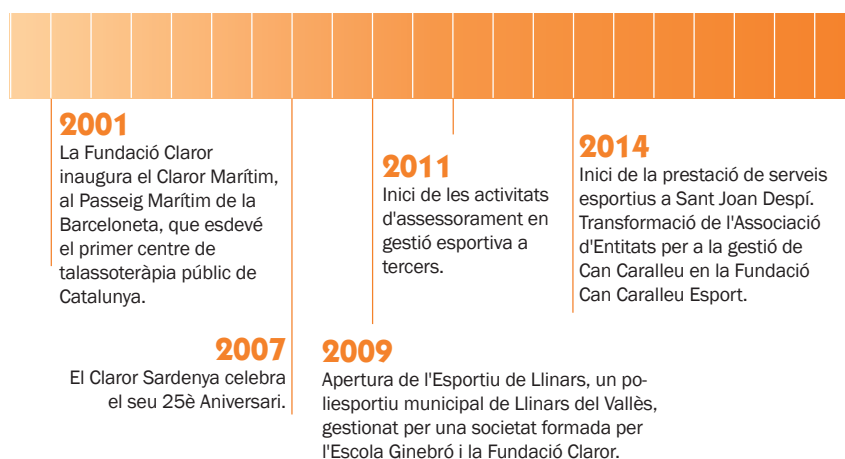 2001
La Fundació Claror
inaugura el Claror Marítim,
al Passeig Marítim de la
Barceloneta, que esdevé
el primer centre de
talassoteràpia públic de
Catalunya.
2007
El Claror Sardenya celebra
el seu 25è Aniversari.
2009
Apertura de l'Esportiu de Llinars, un po-
liesportiu municipal de Llinars del Vallès,
gestionat per una societat formada per
l'Escola Ginebró i la Fundació Claror.
2011
Inici de les activitats
d'assessorament en
gestió esportiva a
tercers.
2014
Inici de la prestació de serveis
esportius a Sant Joan Despí.
Transformació de l'Associació
d'Entitats per a la gestió de
Can Caralleu en la Fundació
Can Caralleu Esport.